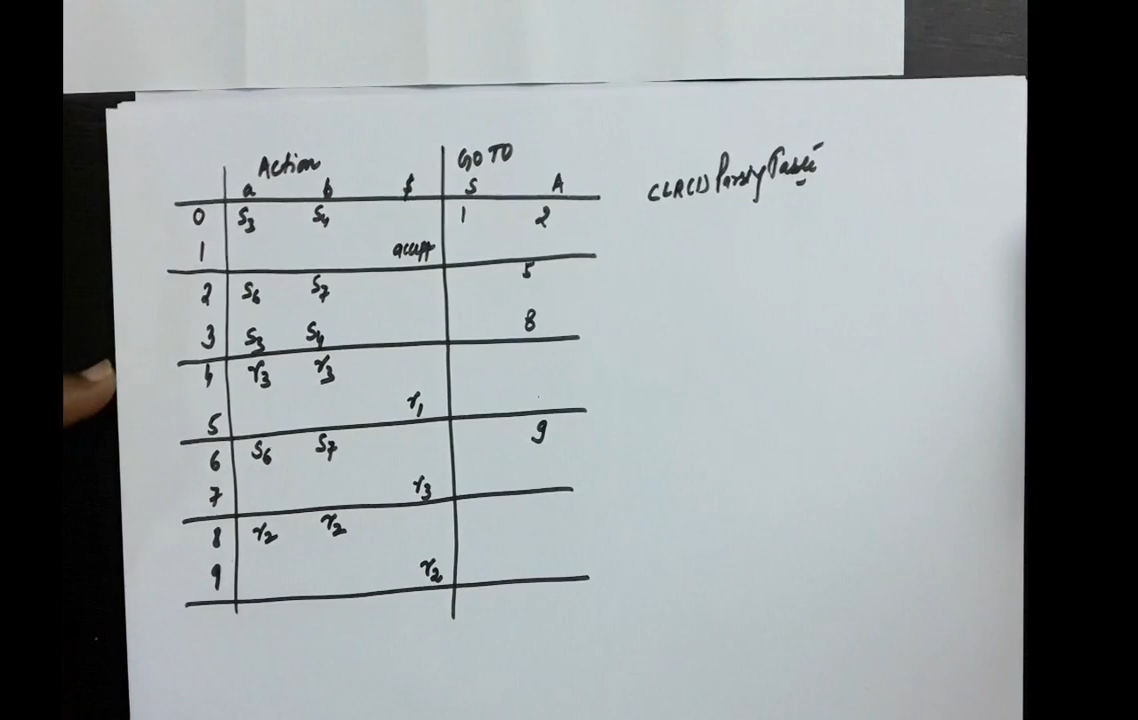 Action GOTO
a b $ S A
CLR(1) Parsing Table
0 S3 S4 1 2
1 accept
2 S6 S7 5
3 S3 S4 8
4 r3 r3
5 r1
6 S6 S7 9
7 r3
8 r2 r2
9 r2